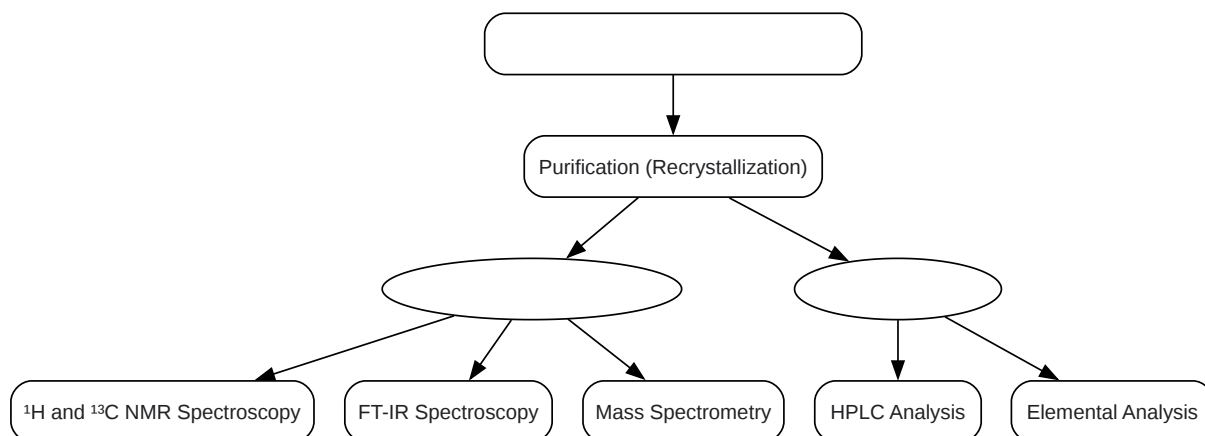 Purification (Recrystallization)
¹H and ¹³C NMR Spectroscopy
FT-IR Spectroscopy
Mass Spectrometry
HPLC Analysis
Elemental Analysis